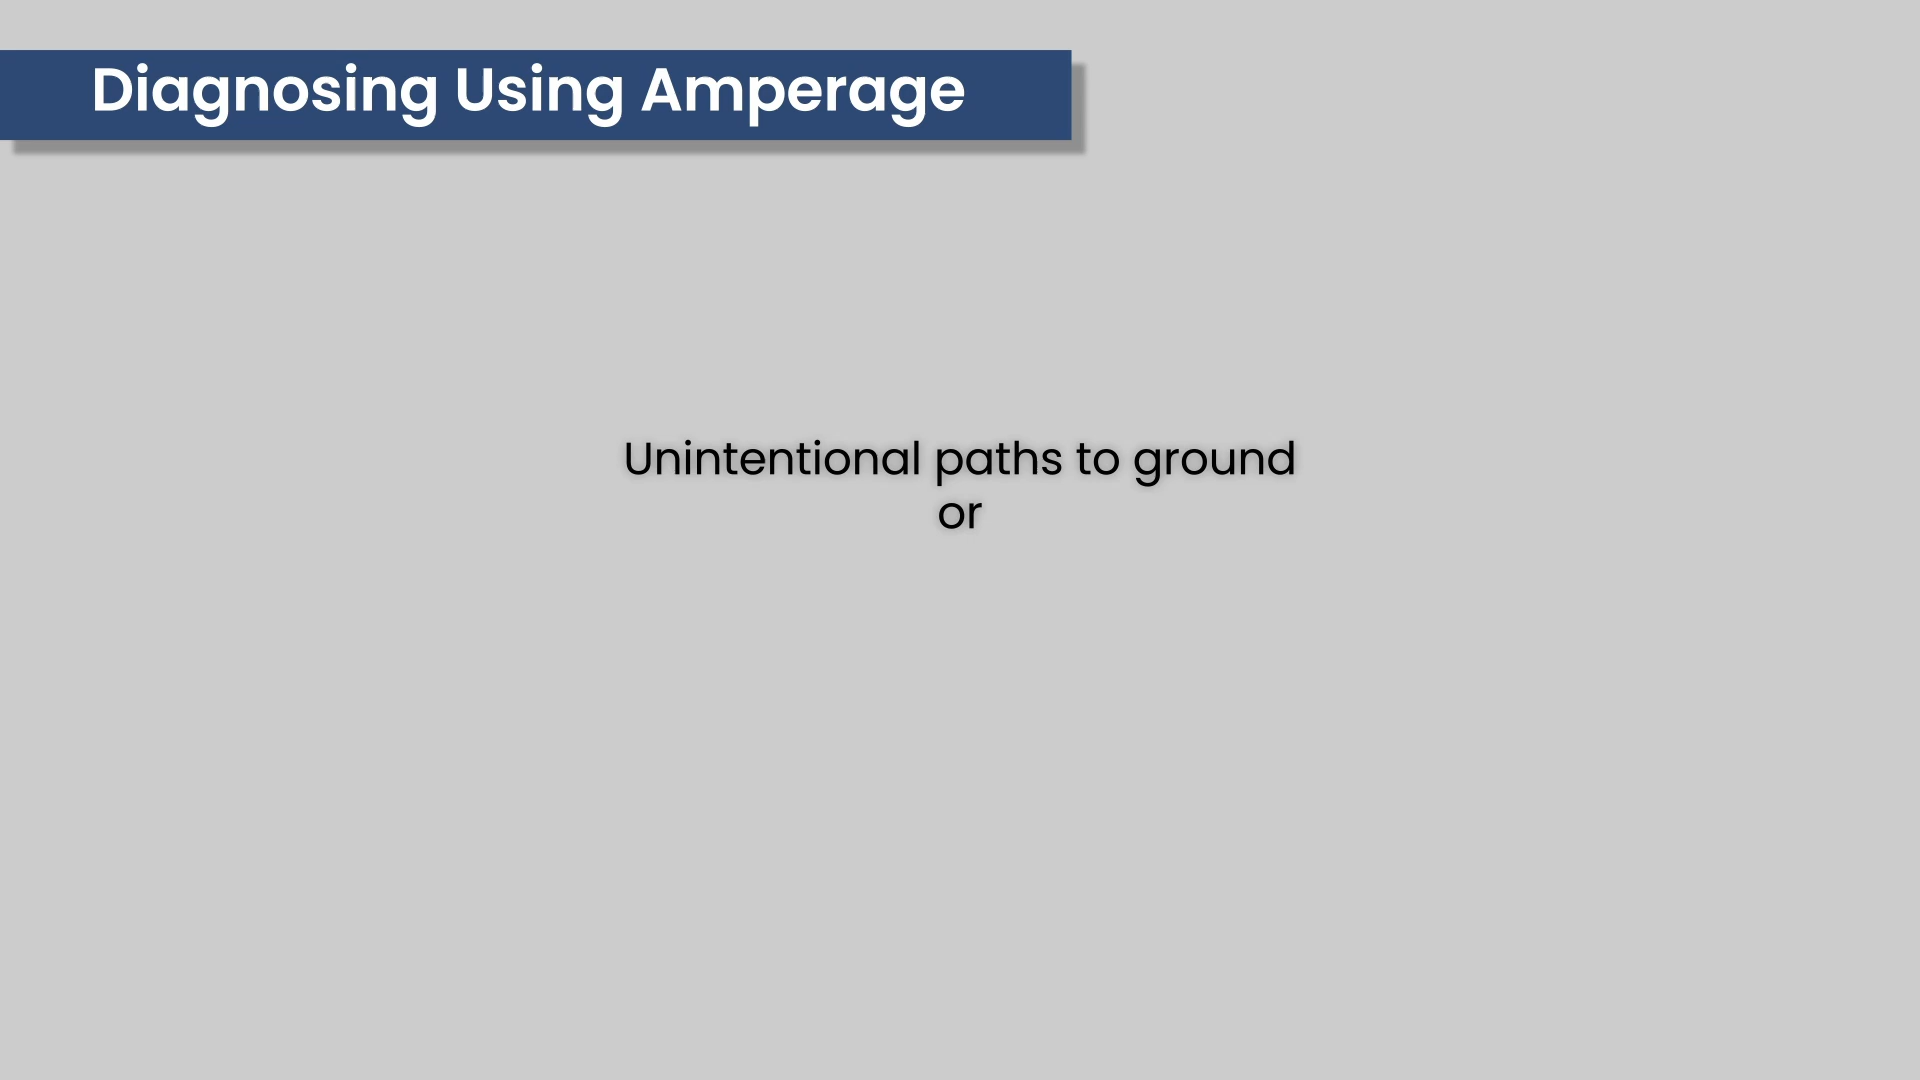 Diagnosing Using Amperage
Unintentional paths to ground
or